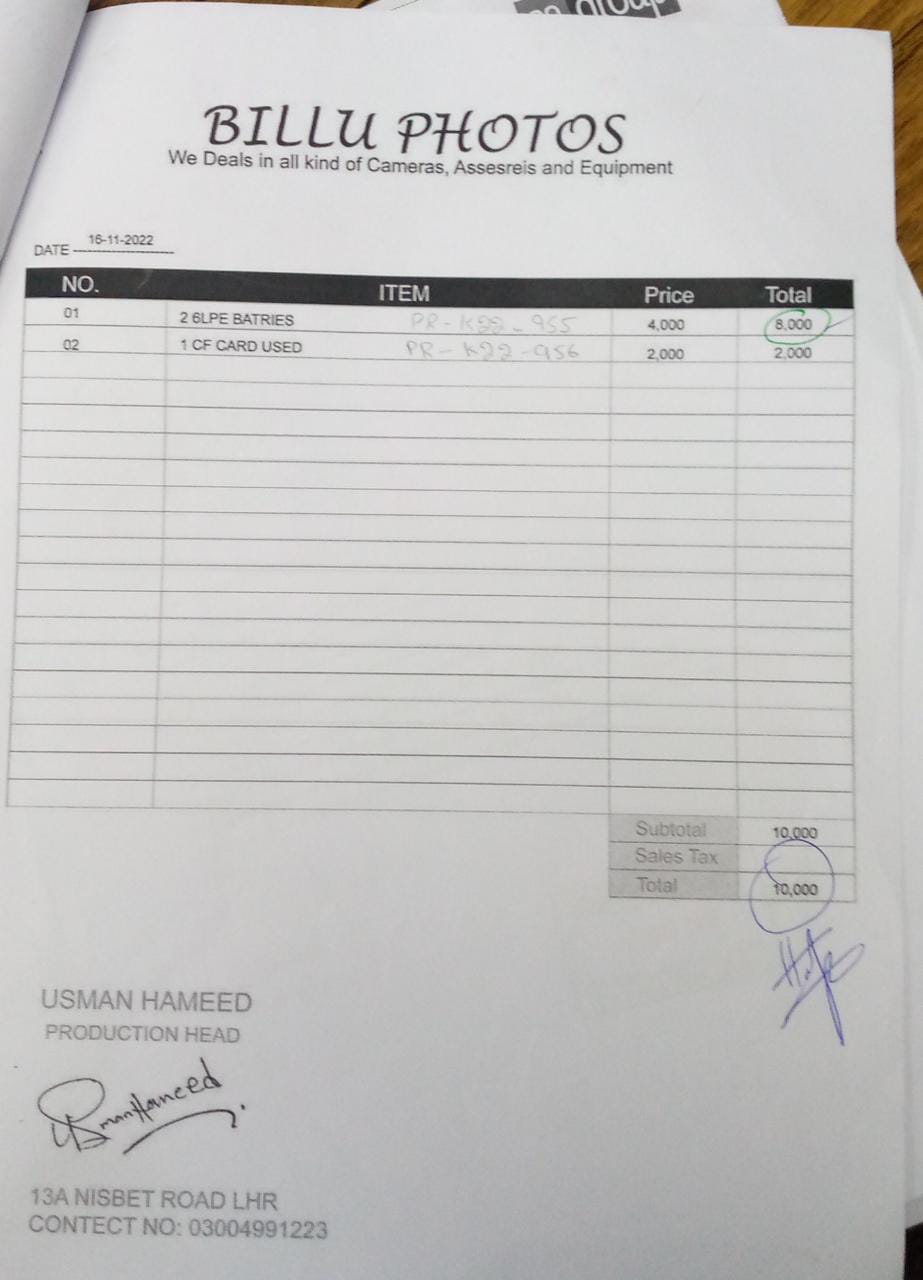 BILLU PHOTOS
We Deals in all kind of Cameras, Assesreis and Equipment
DATE 16-11-2022
NO. ITEM Price Total
01 2 6LPE BATRIES PR-K22-955 4,000 8,000
02 1 CF CARD USED PR-K22-956 2,000 2,000
Subtotal 10,000
Sales Tax
Total 10,000
USMAN HAMEED
PRODUCTION HEAD
Usman Hameed
13A NISBET ROAD LHR
CONTECT NO: 03004991223